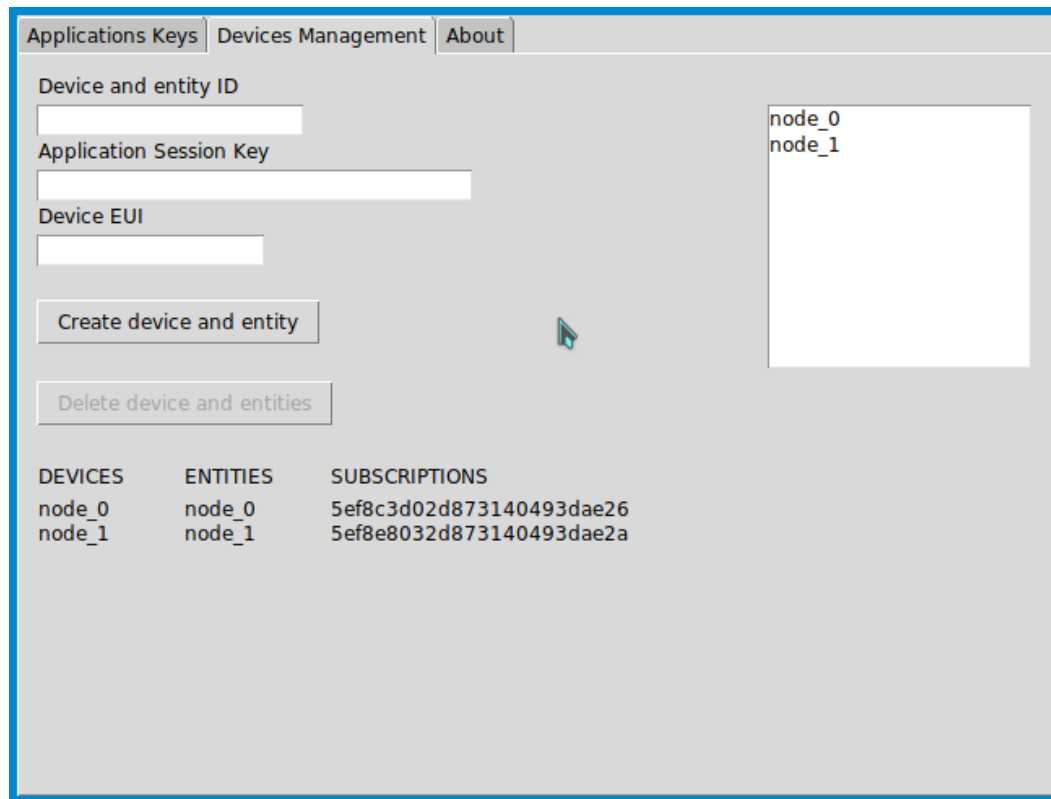 Applications Keys Devices Management About
Device and entity ID
node_0
node_1
Application Session Key
Device EUI
Create device and entity
Delete device and entities
DEVICES ENTITIES SUBSCRIPTIONS
node_0 node_0 5ef8c3d02d873140493dae26
node_1 node_1 5ef8e8032d873140493dae2a